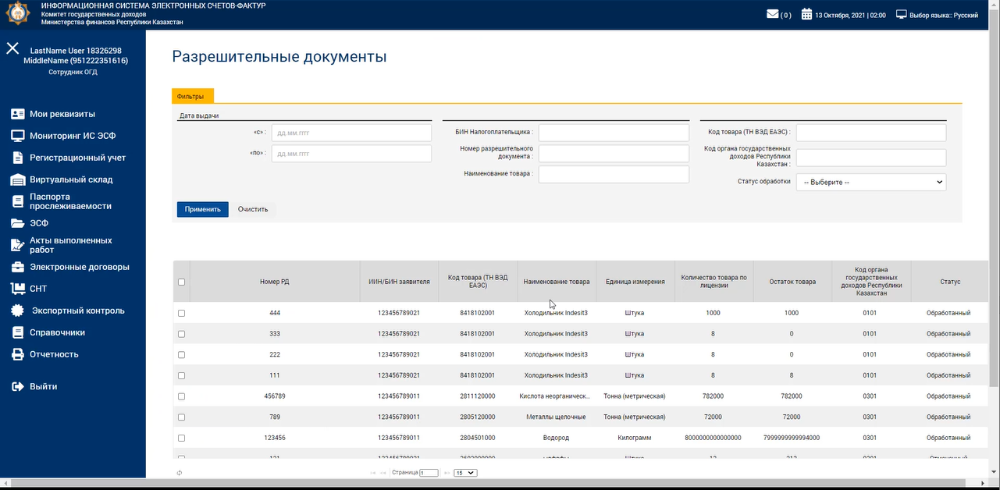 ИНФОРМАЦИОННАЯ СИСТЕМА ЭЛЕКТРОННЫХ СЧЕТОВ-ФАКТУР
Комитет государственных доходов
Министерства финансов Республики Казахстан
( 0 )
13 Октября, 2021 | 02:00
Выбор языка:: Русский
LastName User 18326298
MiddleName (951222351616)
Сотрудник ОГД
Мои реквизиты
Мониторинг ИС ЭСФ
Регистрационный учет
Виртуальный склад
Паспорта
прослеживаемости
ЭСФ
Акты выполненных
работ
Электронные договоры
СНТ
Экспортный контроль
Справочники
Отчетность
Выйти
Разрешительные документы
Фильтры
Дата выдачи
«с» : дд.мм.гггг
«по» : дд.мм.гггг
БИН Налогоплательщика :
Номер разрешительного
документа :
Наименование товара :
Код товара (ТН ВЭД ЕАЭС) :
Код органа государственных
доходов Республики
Казахстан :
Статус обработки -- Выберите --
Применить Очистить
Номер РД
ИИН/БИН заявителя
Код товара (ТН ВЭД
ЕАЭС)
Наименование товара
Единица измерения
Количество товара по
лицензии
Остаток товара
Код органа
государственных
доходов Республики
Казахстан
Статус
444 123456789021 8418102001 Холодильник Indesit3 Штука 1000 1000 0101 Обработанный
333 123456789021 8418102001 Холодильник Indesit3 Штука 8 0 0101 Обработанный
222 123456789021 8418102001 Холодильник Indesit3 Штука 8 0 0101 Обработанный
111 123456789021 8418102001 Холодильник Indesit3 Штука 8 8 0101 Обработанный
456789 123456789011 2811120000 Кислота неорганическ... Тонна (метрическая) 782000 782000 0301 Обработанный
789 123456789011 2805120000 Металлы щелочные Тонна (метрическая) 72000 72000 0301 Обработанный
123456 123456789011 2804501000 Водород Килограмм 8000000000000000 7999999999994000 0301 Обработанный
Страница 1 15